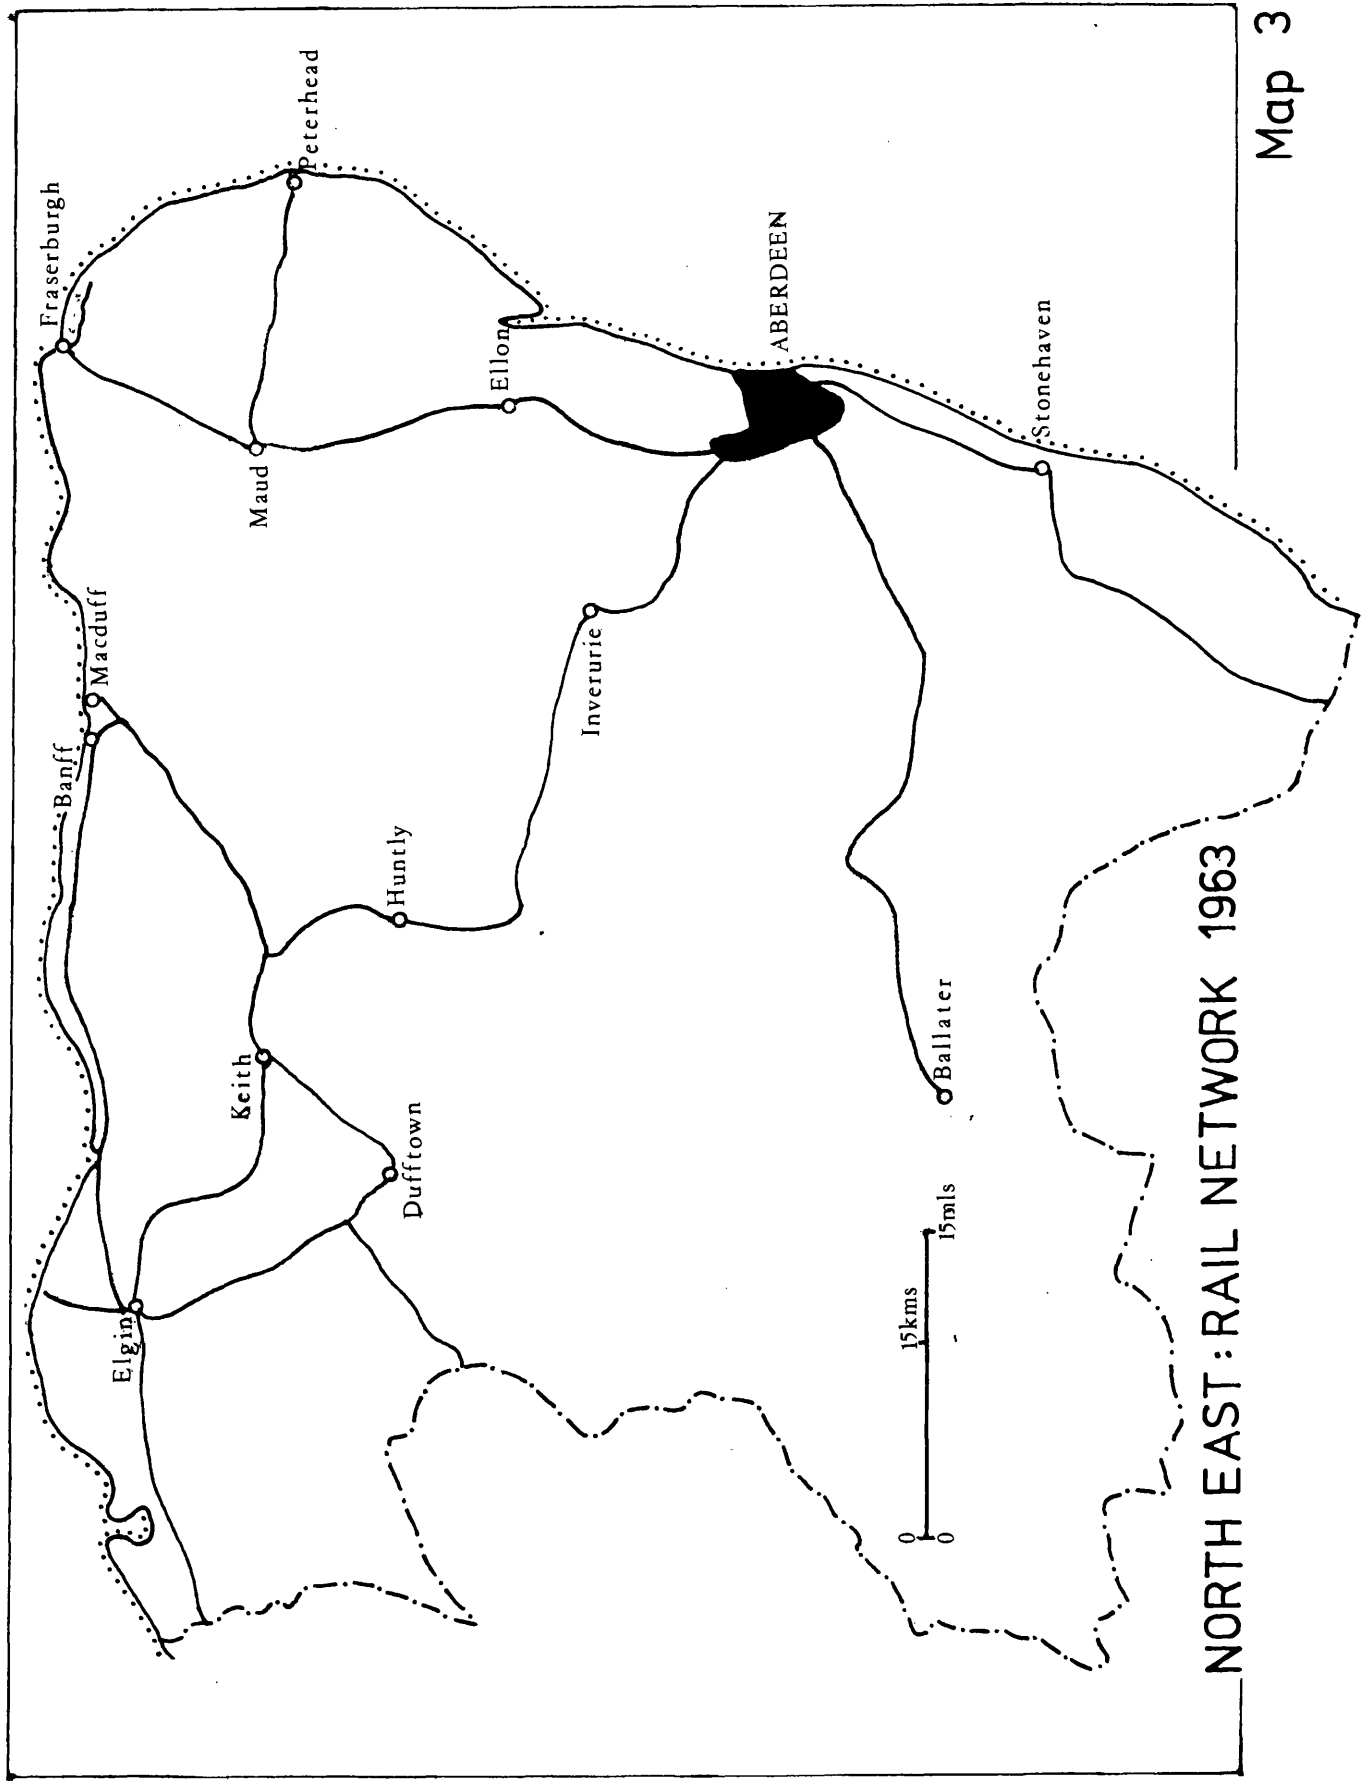 Fraserburgh
Peterhead
Maud
Macduff
Banff
Ellon
Elgin
Keith
Huntly
Dufftown
Inverurie
ABERDEEN
Ballater
Stonehaven
0 15kms
0 15mls
NORTH EAST : RAIL NETWORK 1963
Map 3